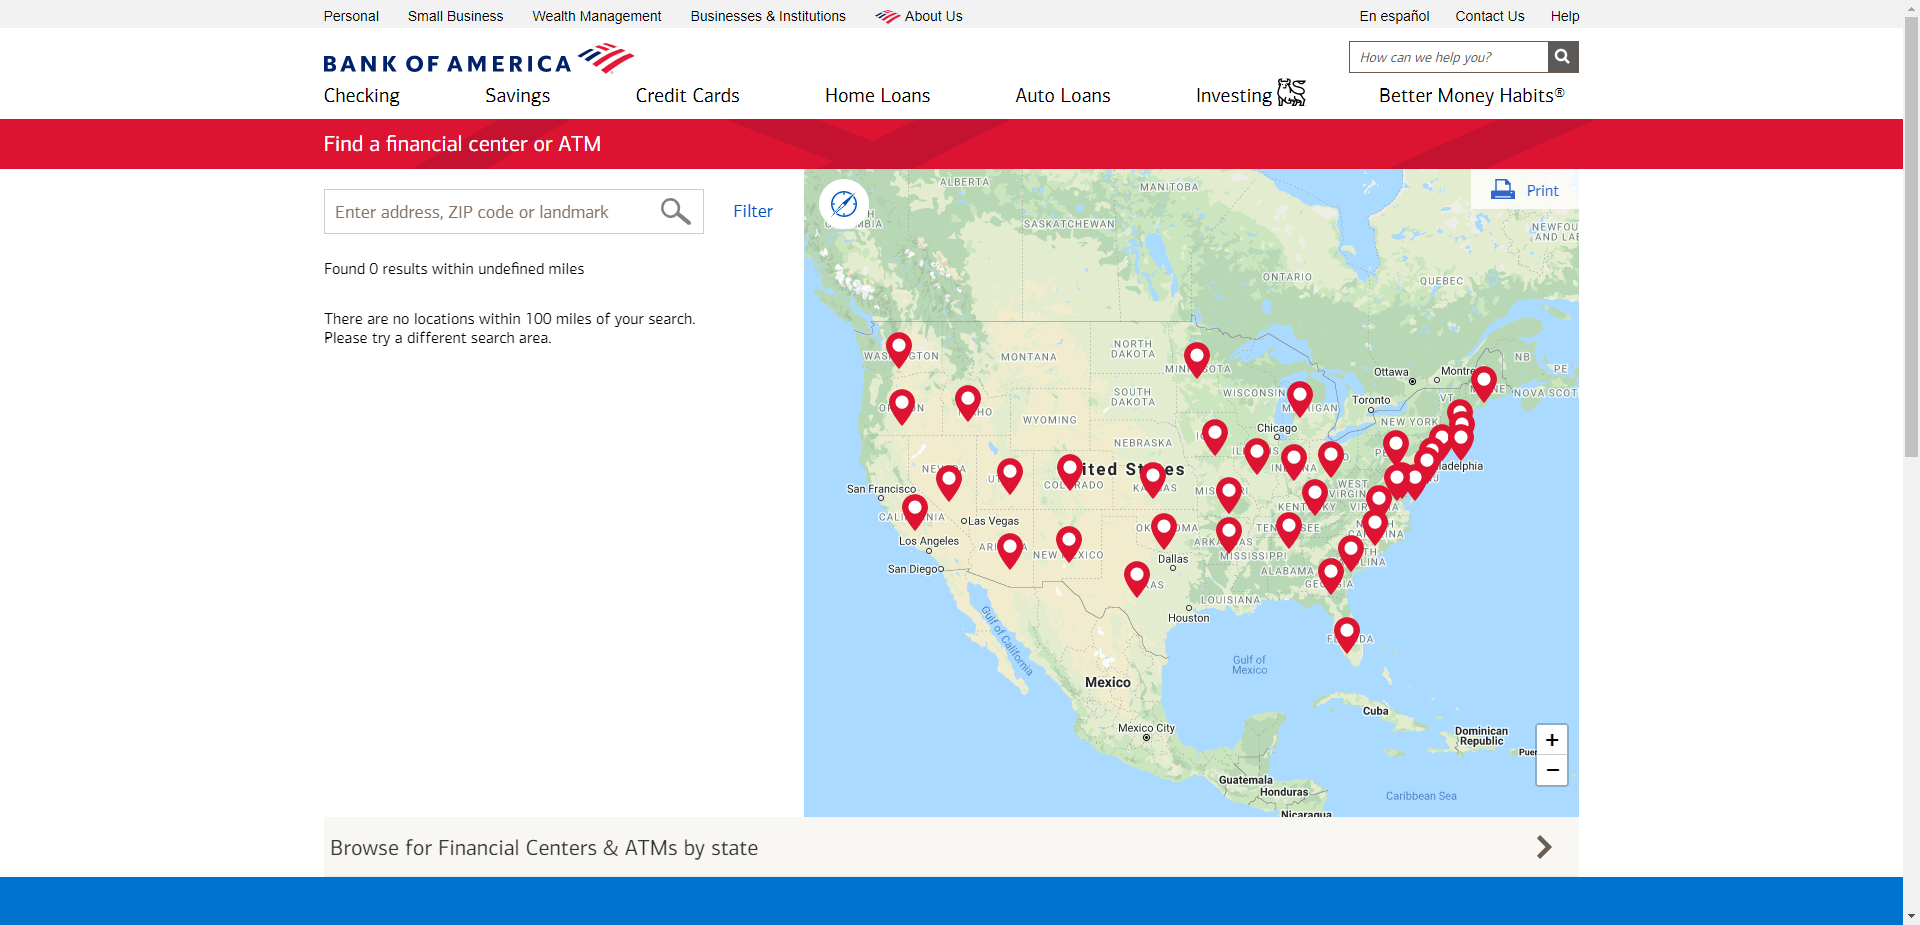 Personal
Small Business
Wealth Management
Businesses & Institutions
About Us
En español
Contact Us
Help
BANK OF AMERICA
How can we help you?
Checking
Savings
Credit Cards
Home Loans
Auto Loans
Investing
Better Money Habits®
Find a financial center or ATM
Enter address, ZIP code or landmark
Filter
Print
Found 0 results within undefined miles
There are no locations within 100 miles of your search.
Please try a different search area.
ALBERTA
MANITOBA
SASKATCHEWAN
ONTARIO
QUEBEC
MONTANA
NORTH
DAKOTA
NB
PE
Ottawa
SOUTH
DAKOTA
WISCONSIN
Toronto
VT
NOVA SCOT
WYOMING
NEW YORK
Chicago
NEBRASKA
San Francisco
WEST
VIRGINIA
KENTUCKY
Las Vegas
Los Angeles
Dallas
MISSISSIPPI
San Diego
ALABAMA
LOUISIANA
Houston
Gulf of California
Gulf of
Mexico
Mexico
Cuba
Mexico City
Dominican
Republic
Puer
Guatemala
Honduras
Caribbean Sea
Nicaragua
+
−
Browse for Financial Centers & ATMs by state